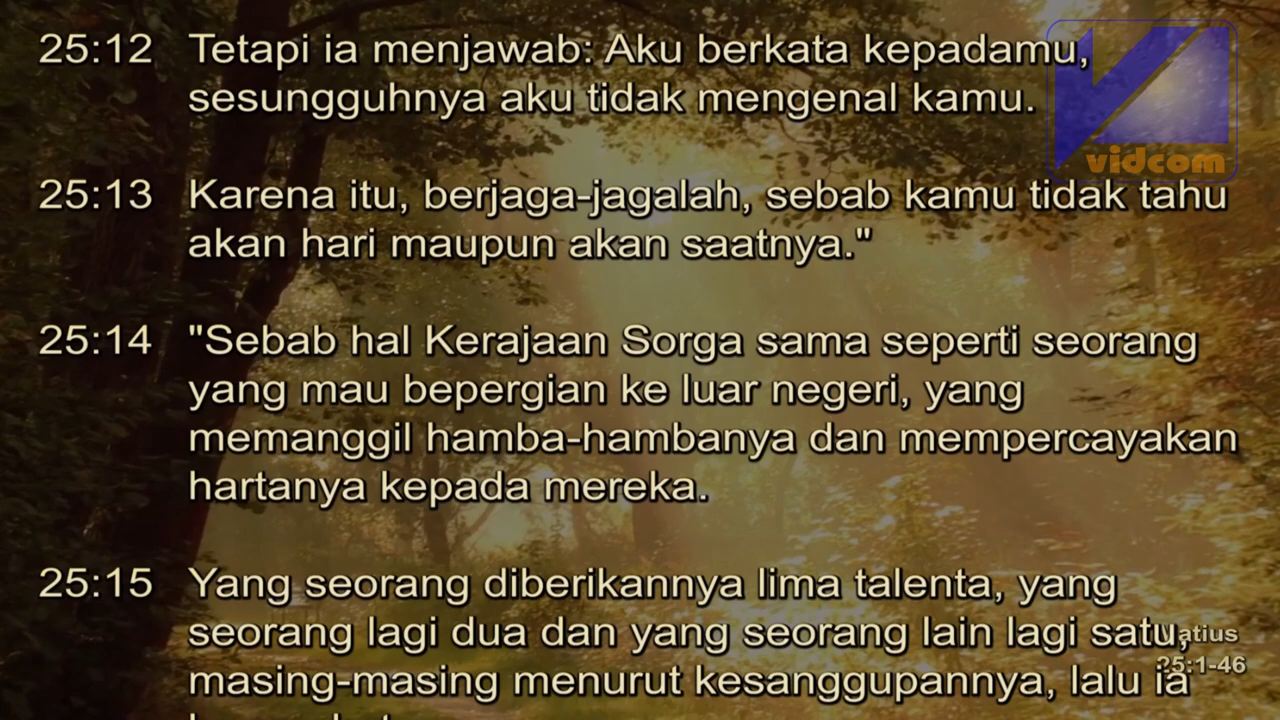 25:12 Tetapi ia menjawab: Aku berkata kepadamu,
sesungguhnya aku tidak mengenal kamu.
vidcom
25:13 Karena itu, berjaga-jagalah, sebab kamu tidak tahu
akan hari maupun akan saatnya."
25:14 "Sebab hal Kerajaan Sorga sama seperti seorang
yang mau bepergian ke luar negeri, yang
memanggil hamba-hambanya dan mempercayakan
hartanya kepada mereka.
25:15 Yang seorang diberikannya lima talenta, yang
seorang lagi dua dan yang seorang lain lagi satu,
masing-masing menurut kesanggupannya, lalu ia
Matius
25:1-46